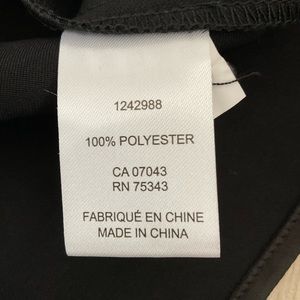 1242988
100% POLYESTER
CA 07043
RN 75343
FABRIQUÉ EN CHINE
MADE IN CHINA